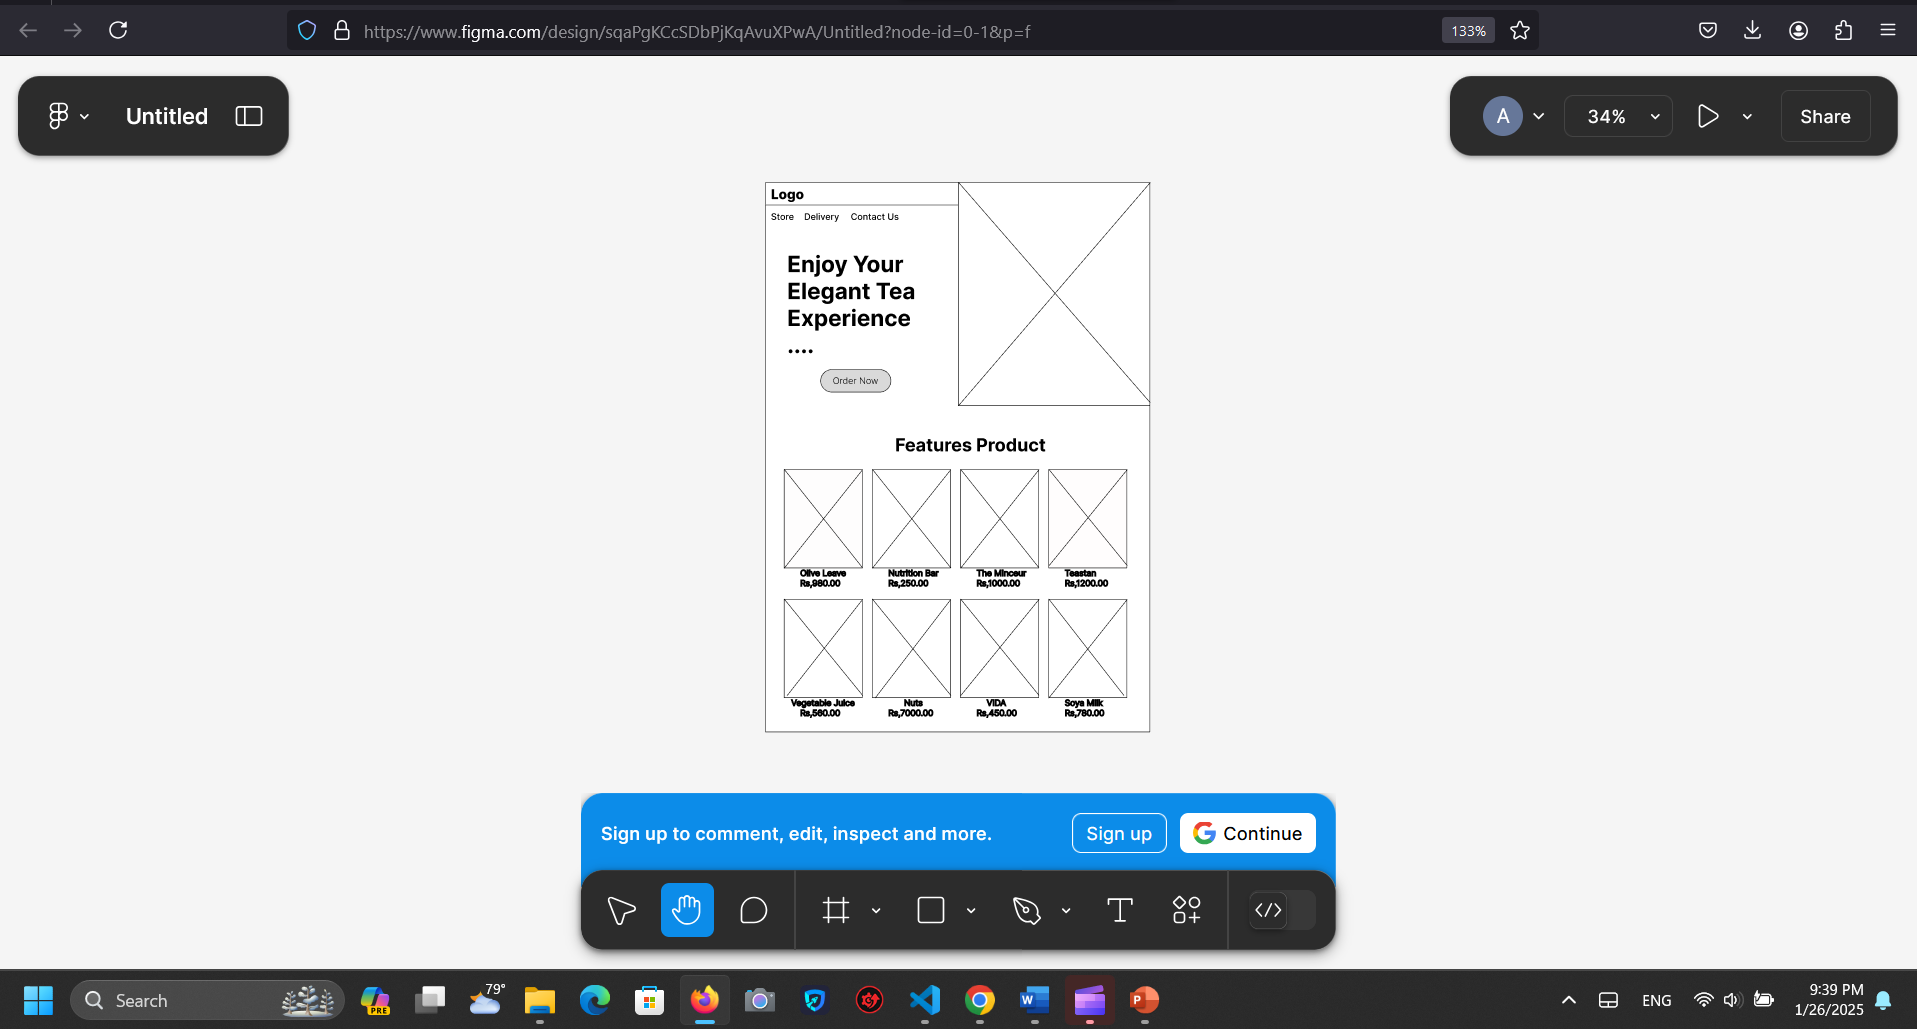 https://www.figma.com/design/sqaPgKCcSDbPjKqAvuXPwA/Untitled?node-id=0-1&p=f
133%
Untitled
A
34%
Share
Logo
Store Delivery Contact Us
Enjoy Your
Elegant Tea
Experience
....
Order Now
Features Product
Olive Leave Nutrition Bar The Minceur Teastan
Rs,980.00 Rs,250.00 Rs,1000.00 Rs,1200.00
Vegetable Juice Nuts VIDA Soya Milk
Rs,560.00 Rs,7000.00 Rs,450.00 Rs,780.00
Sign up to comment, edit, inspect and more.
Sign up
Continue
Search
PRE
79°
ENG
9:39 PM
1/26/2025